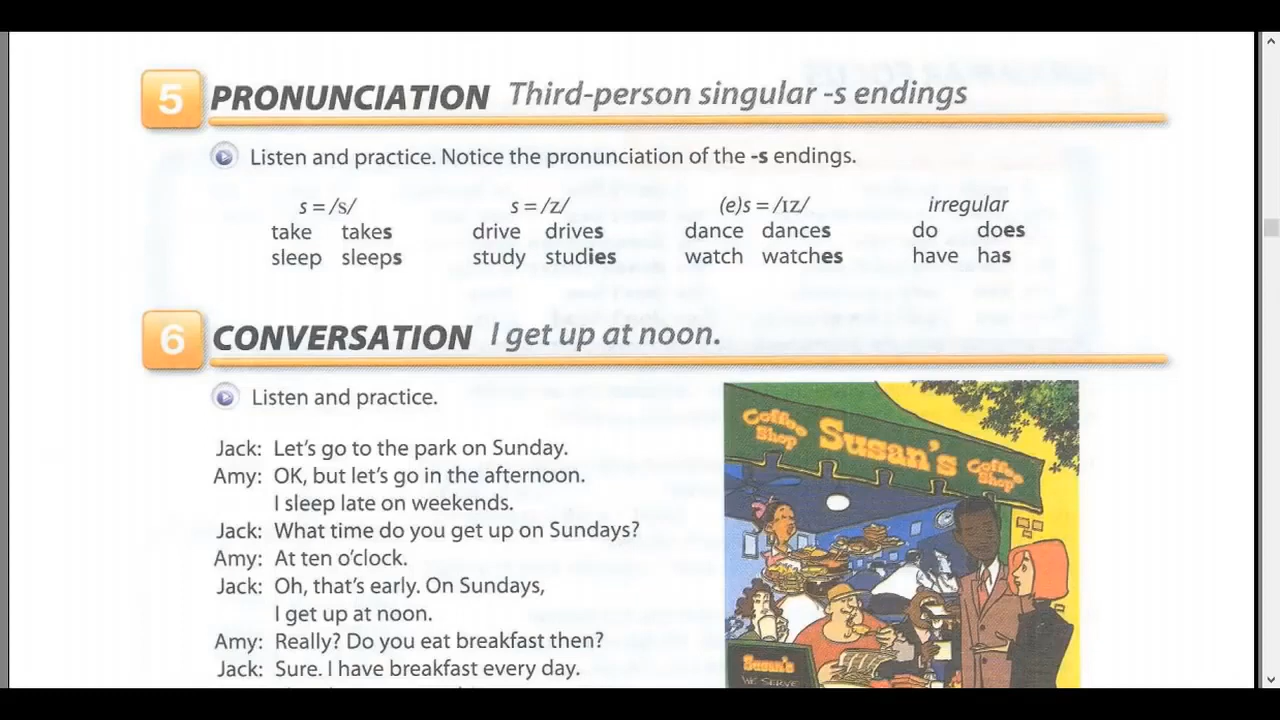 5 PRONUNCIATION Third-person singular -s endings
Listen and practice. Notice the pronunciation of the -s endings.
s = /s/ s = /z/ (e)s = /ɪz/ irregular
take takes drive drives dance dances do does
sleep sleeps study studies watch watches have has
6 CONVERSATION I get up at noon.
Listen and practice.
Jack: Let's go to the park on Sunday.
Amy: OK, but let's go in the afternoon.
I sleep late on weekends.
Jack: What time do you get up on Sundays?
Amy: At ten o'clock.
Jack: Oh, that's early. On Sundays,
I get up at noon.
Amy: Really? Do you eat breakfast then?
Jack: Sure. I have breakfast every day.
Coffee Shop Susan's Coffee Shop
Susan's
WE SERVE